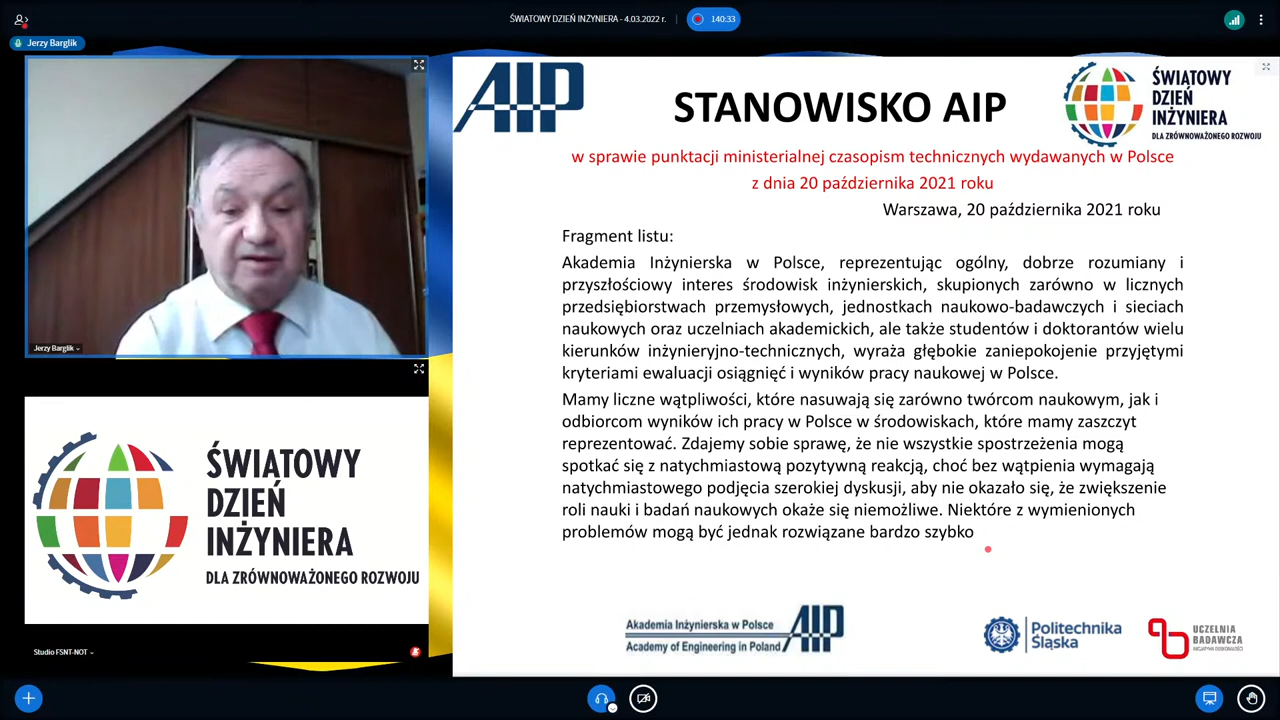 ŚWIATOWY DZIEŃ INŻYNIERA - 4.03.2022 r.
140:33
Jerzy Barglik
Jerzy Barglik
ŚWIATOWY
DZIEŃ
INŻYNIERA
DLA ZRÓWNOWAŻONEGO ROZWOJU
Studio FSNT-NOT
AIP
STANOWISKO AIP
ŚWIATOWY
DZIEŃ
INŻYNIERA
DLA ZRÓWNOWAŻONEGO ROZWOJU
w sprawie punktacji ministerialnej czasopism technicznych wydawanych w Polsce
z dnia 20 października 2021 roku
Warszawa, 20 października 2021 roku
Fragment listu:
Akademia Inżynierska w Polsce, reprezentując ogólny, dobrze rozumiany i
przyszłościowy interes środowisk inżynierskich, skupionych zarówno w licznych
przedsiębiorstwach przemysłowych, jednostkach naukowo-badawczych i sieciach
naukowych oraz uczelniach akademickich, ale także studentów i doktorantów wielu
kierunków inżynieryjno-technicznych, wyraża głębokie zaniepokojenie przyjętymi
kryteriami ewaluacji osiągnięć i wyników pracy naukowej w Polsce.
Mamy liczne wątpliwości, które nasuwają się zarówno twórcom naukowym, jak i
odbiorcom wyników ich pracy w Polsce w środowiskach, które mamy zaszczyt
reprezentować. Zdajemy sobie sprawę, że nie wszystkie spostrzeżenia mogą
spotkać się z natychmiastową pozytywną reakcją, choć bez wątpienia wymagają
natychmiastowego podjęcia szerokiej dyskusji, aby nie okazało się, że zwiększenie
roli nauki i badań naukowych okaże się niemożliwe. Niektóre z wymienionych
problemów mogą być jednak rozwiązane bardzo szybko
Akademia Inżynierska w Polsce
Academy of Engineering in Poland
AIP
Politechnika
Śląska
UCZELNIA
BADAWCZA
INICJATYWA DOSKONAŁOŚCI